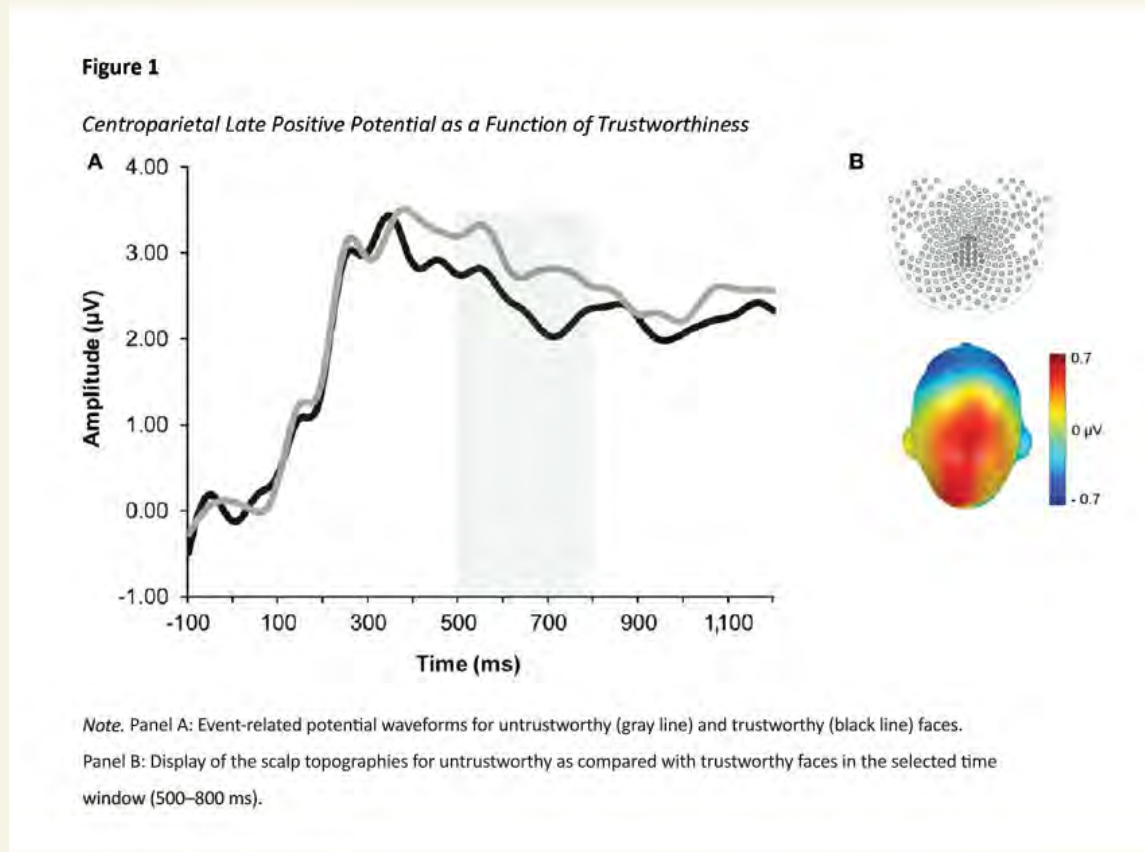 Figure 1
Centroparietal Late Positive Potential as a Function of Trustworthiness
A
4.00
3.00
2.00
1.00
0.00
-1.00
Amplitude (µV)
-100 100 300 500 700 900 1,100
Time (ms)
B
0.7
0 µV
- 0.7
Note. Panel A: Event-related potential waveforms for untrustworthy (gray line) and trustworthy (black line) faces.
Panel B: Display of the scalp topographies for untrustworthy as compared with trustworthy faces in the selected time
window (500–800 ms).